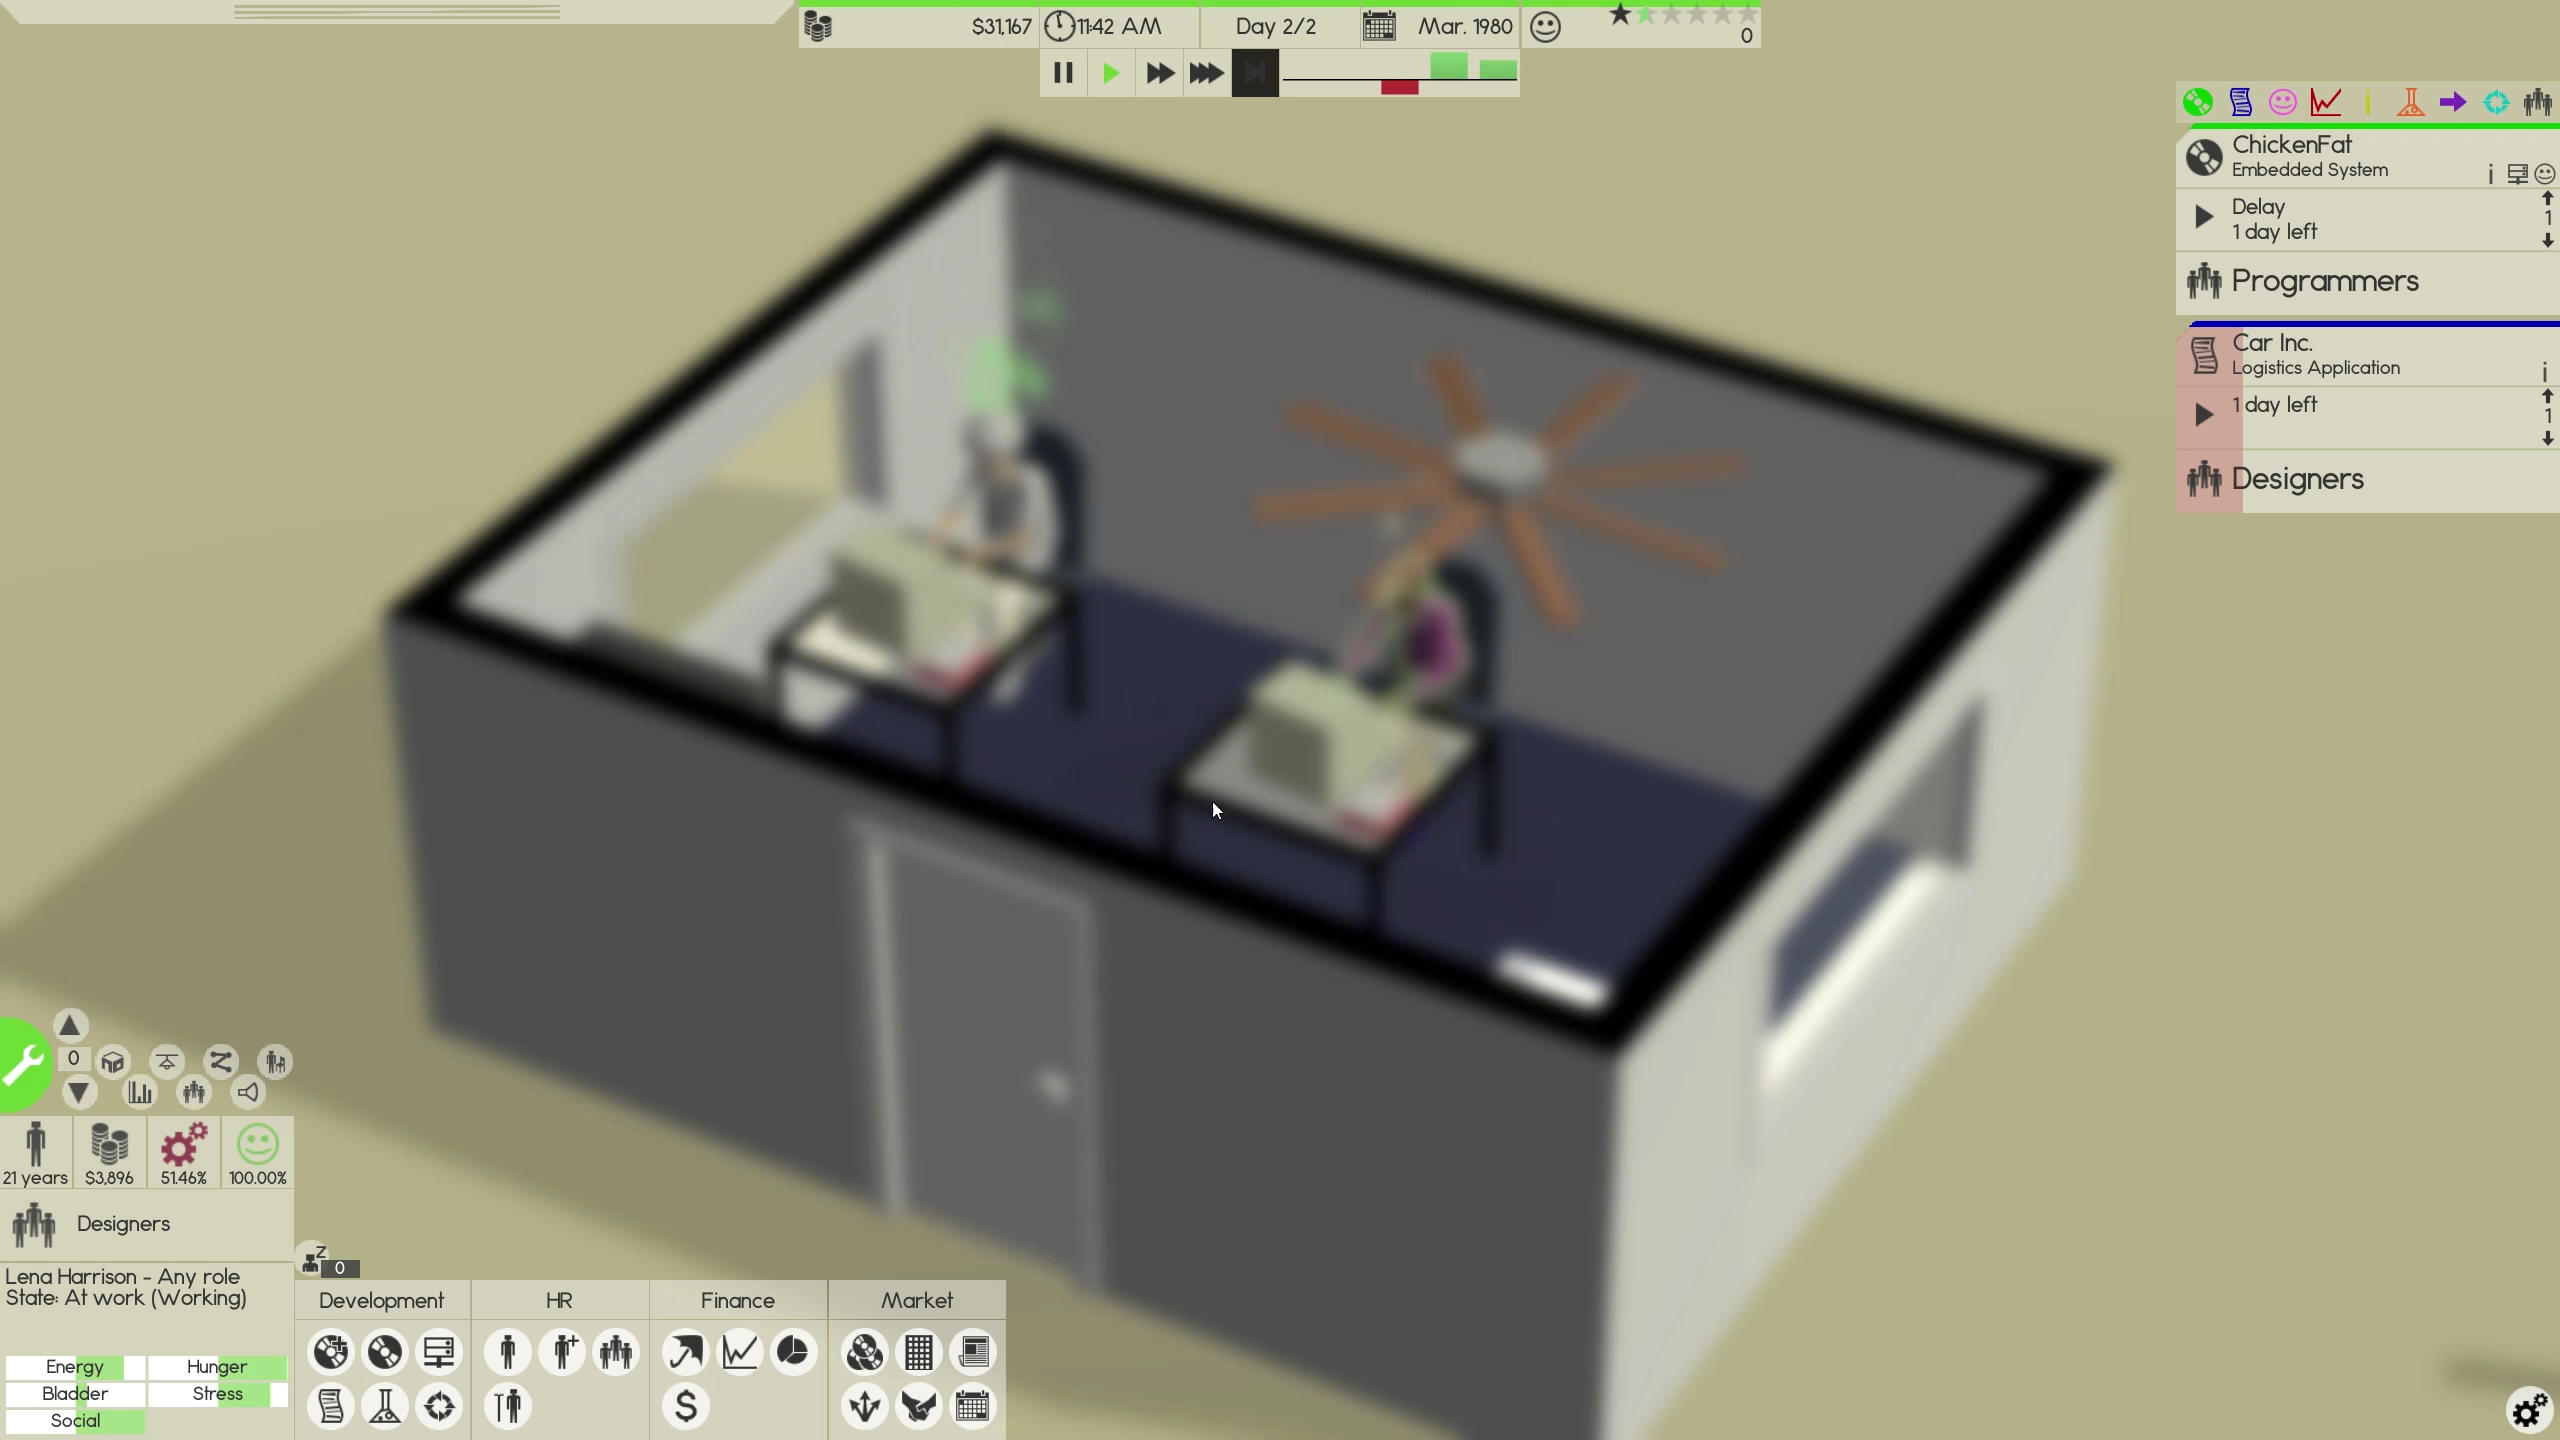 $31,167
11:42 AM
Day 2/2
Mar. 1980
0
ChickenFat
Embedded System
i
Delay
1 day left
1
Programmers
Car Inc.
Logistics Application
i
1 day left
1
Designers
0
21 years
$3,896
51.46%
100.00%
Designers
Lena Harrison - Any role
State: At work (Working)
Energy
Hunger
Bladder
Stress
Social
z
0
Development
HR
Finance
Market